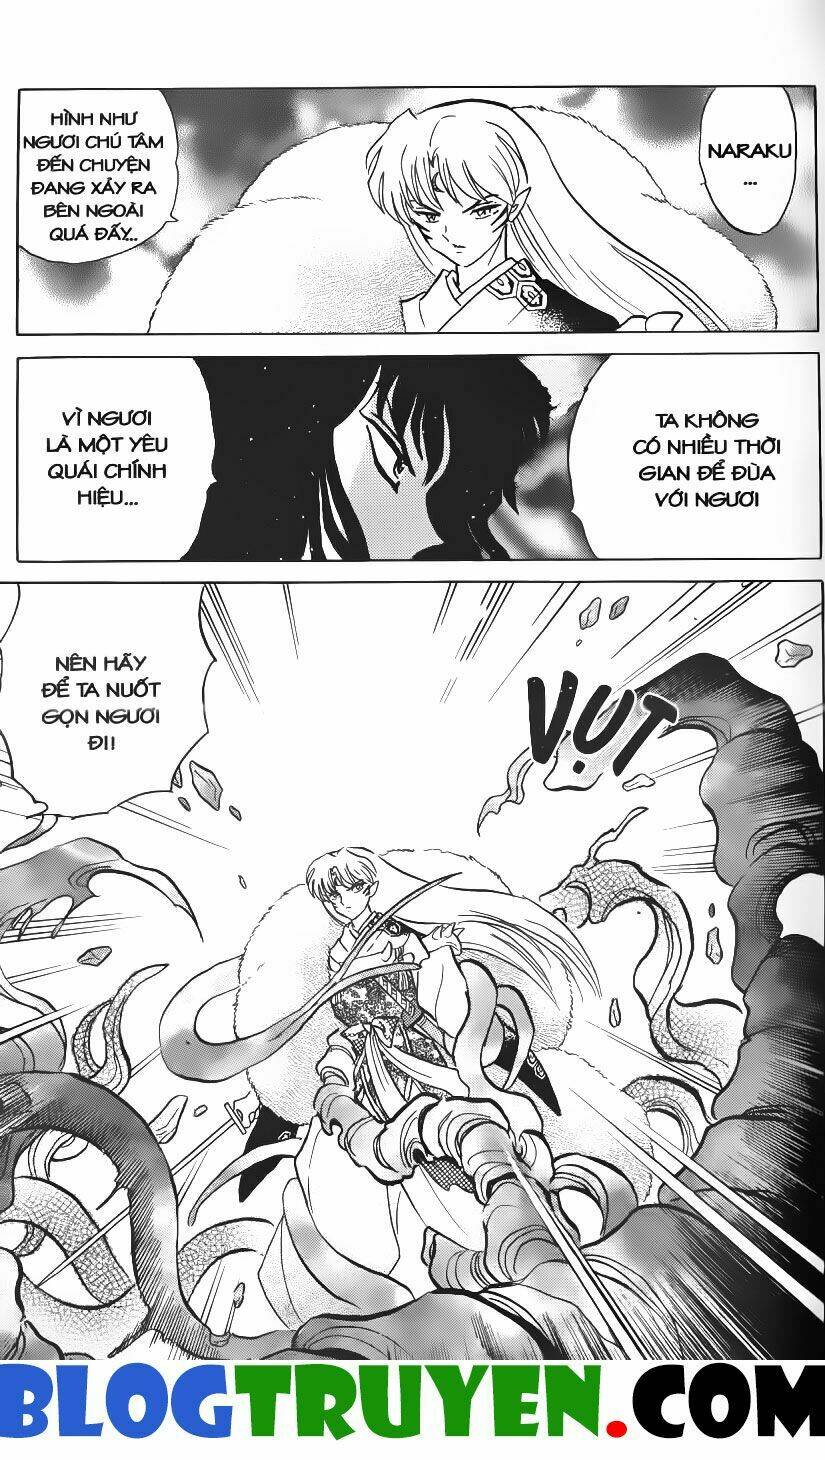 NARAKU
...
HÌNH NHƯ
NGƯƠI CHÚ TÂM
ĐẾN CHUYỆN
ĐANG XẢY RA
BÊN NGOÀI
QUÁ ĐẤY...
TA KHÔNG
CÓ NHIỀU THỜI
GIAN ĐỂ ĐÙA
VỚI NGƯƠI
VÌ NGƯƠI
LÀ MỘT YÊU
QUÁI CHÍNH
HIỆU...
NÊN HÃY
ĐỂ TA NUỐT
GỌN NGƯƠI
ĐI!!
VỤT
BLOGTRUYEN.COM